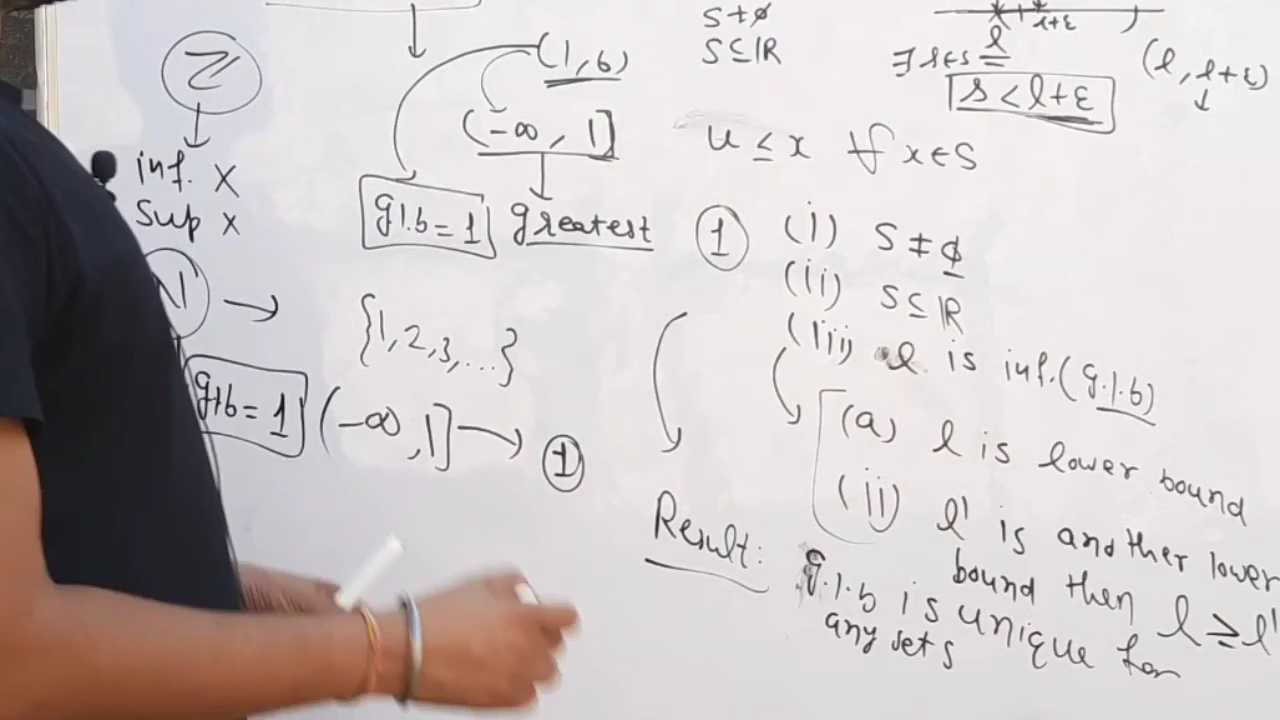 Z
inf. X
sup X
N →
g.l.b = 1
(1, 6)
(-∞, 1]
g.l.b = 1
greatest
{1, 2, 3, ...}
(-∞, 1] → ①
S ≠ ϕ
S ⊆ ℝ
u ≤ x ∀ x ∈ S
l
l+ε
(l, l+ε)
s < l+ε
① (i) S ≠ ϕ
(ii) S ⊆ ℝ
(iii) l is inf. (g.l.b)
(a) l is lower bound
(ii) l' is another lower
bound then l ≥ l'
Result: g.l.b is unique for
any sets